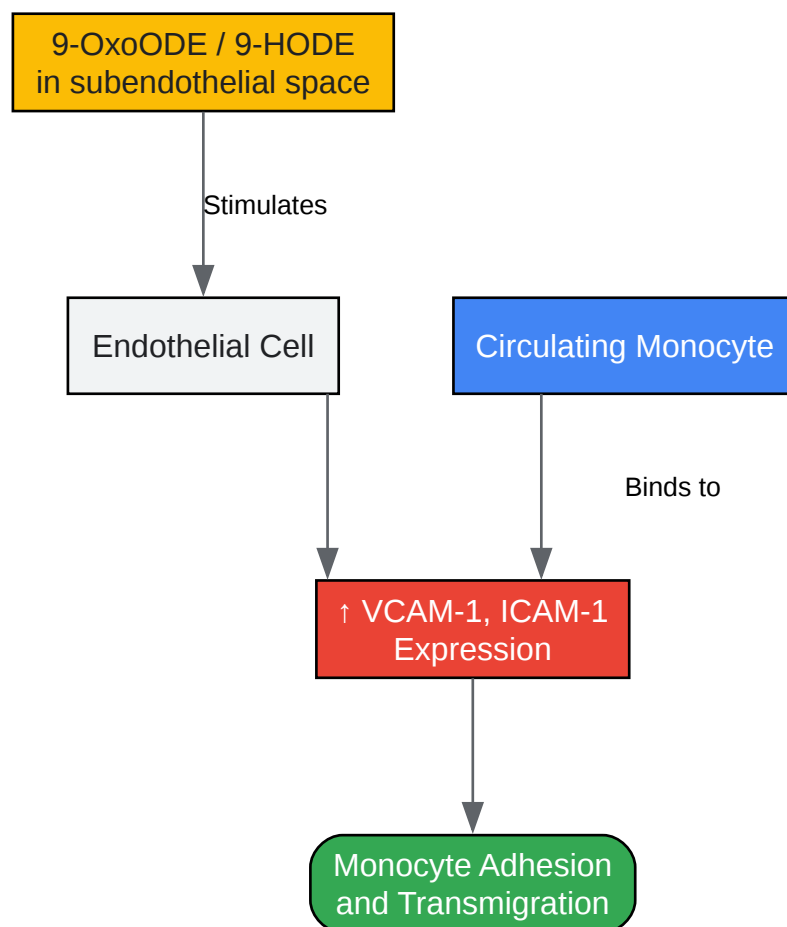 9-OxoODE / 9-HODE
in subendothelial space
Stimulates
Endothelial Cell
Circulating Monocyte
Binds to
↑ VCAM-1, ICAM-1
Expression
Monocyte Adhesion
and Transmigration